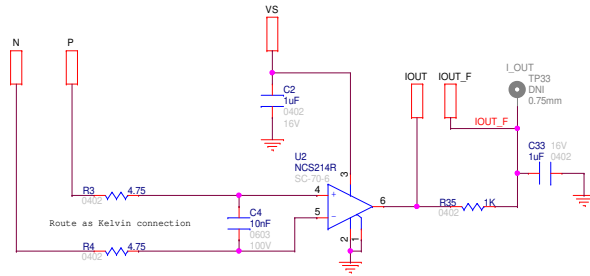 VS
N
P
IOUT
IOUT_F
I_OUT
TP33
DNI
0.75mm
C2
1uF
0402
16V
IOUT_F
C33
16V
1uF
0402
U2
NCS214R
SC-70-6
3
R3
4.75
0402
4
+
6
R35
1K
0402
Route as Kelvin connection
C4
10nF
0603
100V
5
-
2
1
R4
4.75
0402